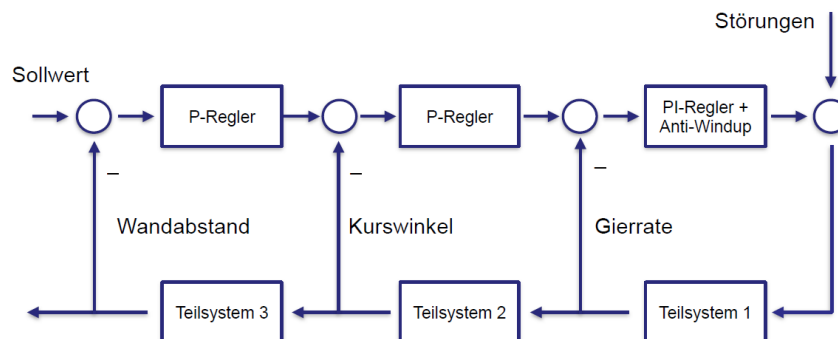 Störungen
Sollwert
P-Regler
P-Regler
PI-Regler +
Anti-Windup
–
–
–
Wandabstand
Kurswinkel
Gierrate
Teilsystem 3
Teilsystem 2
Teilsystem 1